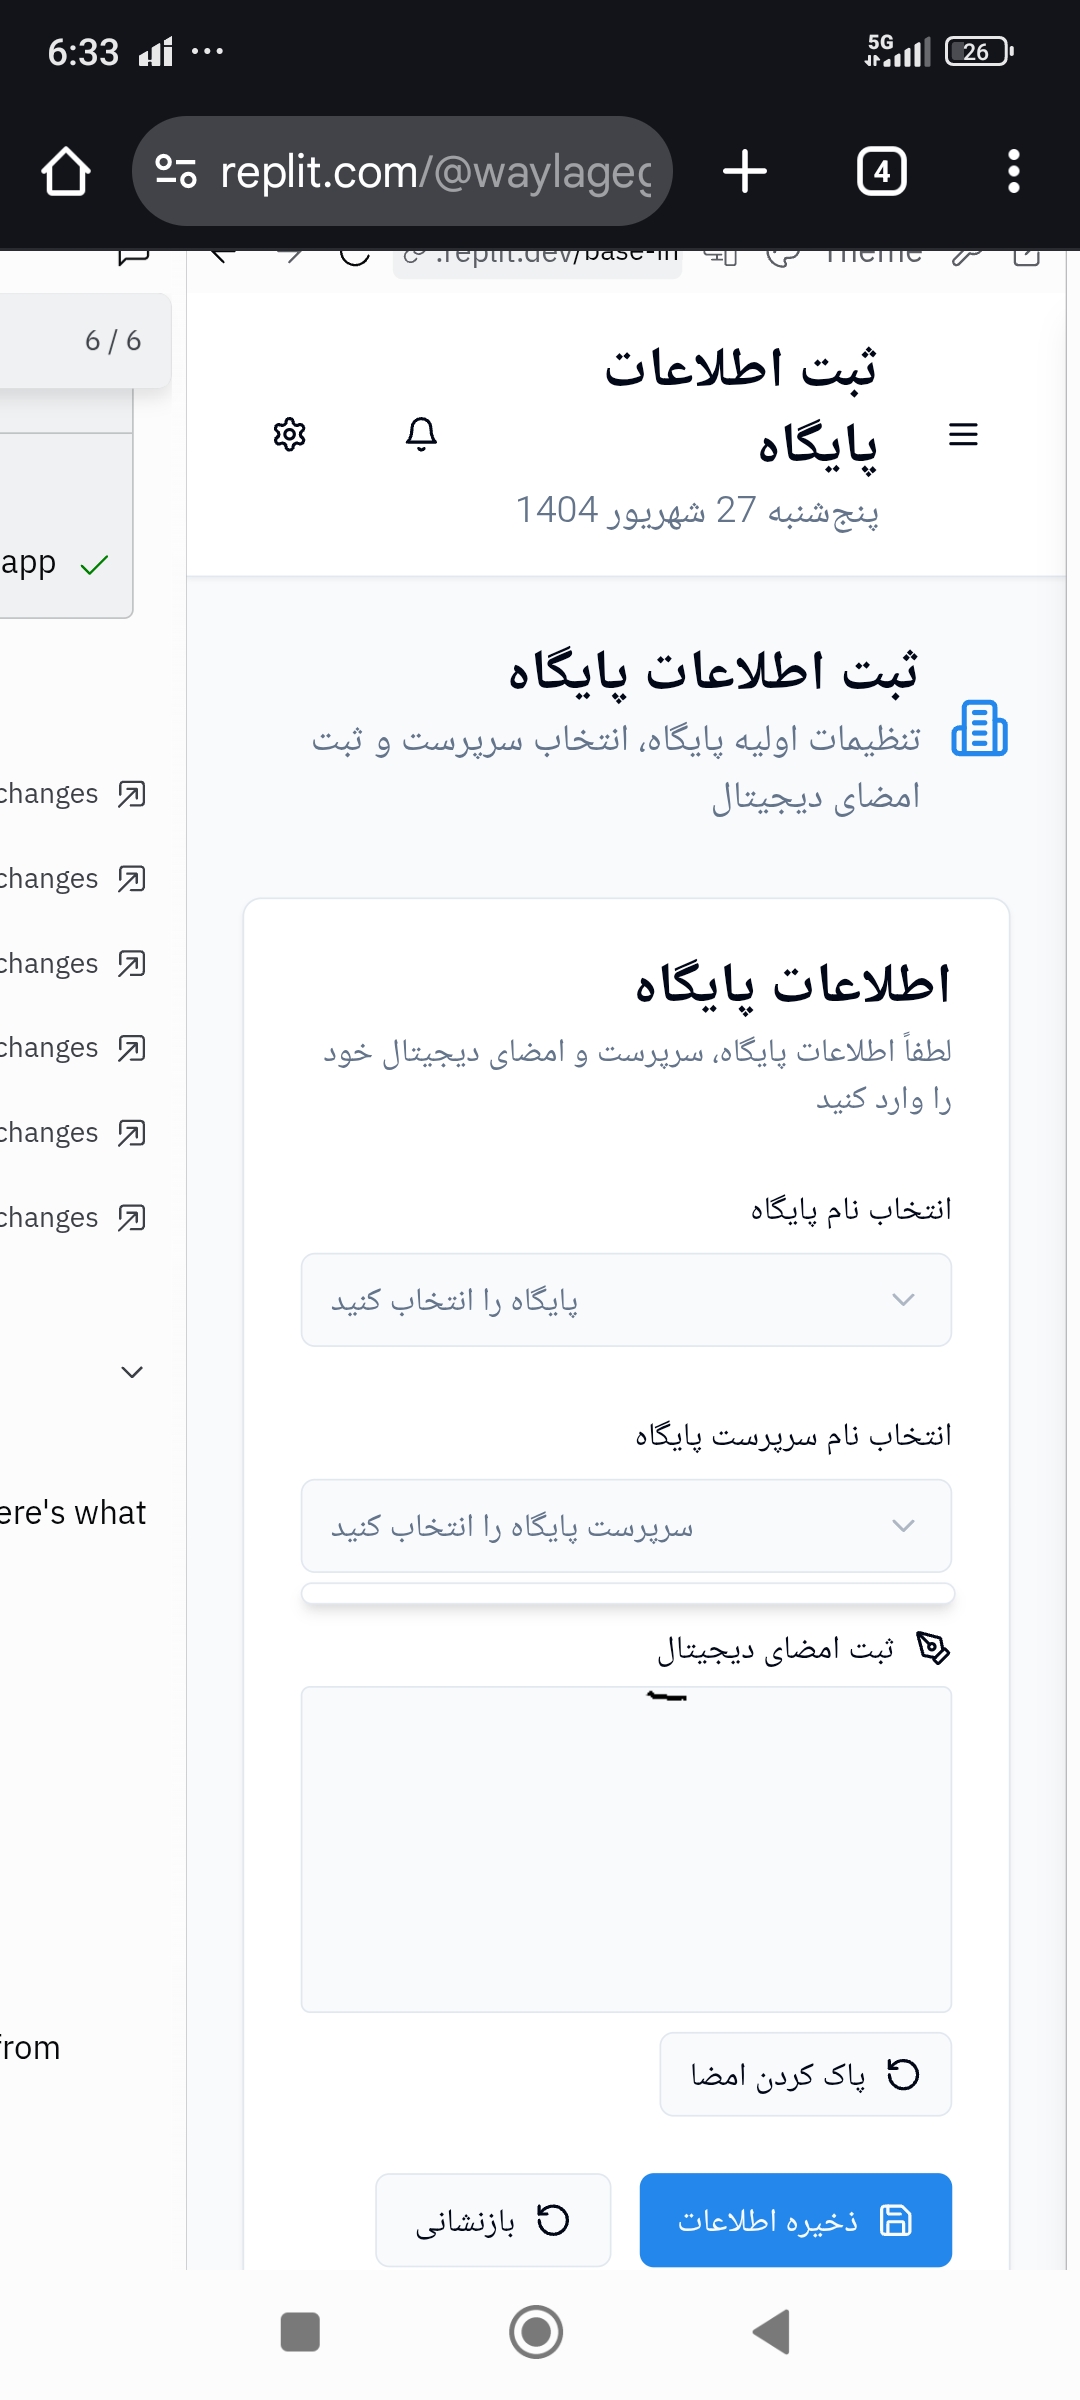 6:33
5G
26
replit.com/@waylageg
4
.replit.dev/base-in
Theme
6 / 6
app
changes
changes
changes
changes
changes
changes
ere's what
from
ثبت اطلاعات
پایگاه
پنج‌شنبه 27 شهریور 1404
ثبت اطلاعات پایگاه
تنظیمات اولیه پایگاه، انتخاب سرپرست و ثبت
امضای دیجیتال
اطلاعات پایگاه
لطفاً اطلاعات پایگاه، سرپرست و امضای دیجیتال خود
را وارد کنید
انتخاب نام پایگاه
پایگاه را انتخاب کنید
انتخاب نام سرپرست پایگاه
سرپرست پایگاه را انتخاب کنید
ثبت امضای دیجیتال
پاک کردن امضا
ذخیره اطلاعات
بازنشانی